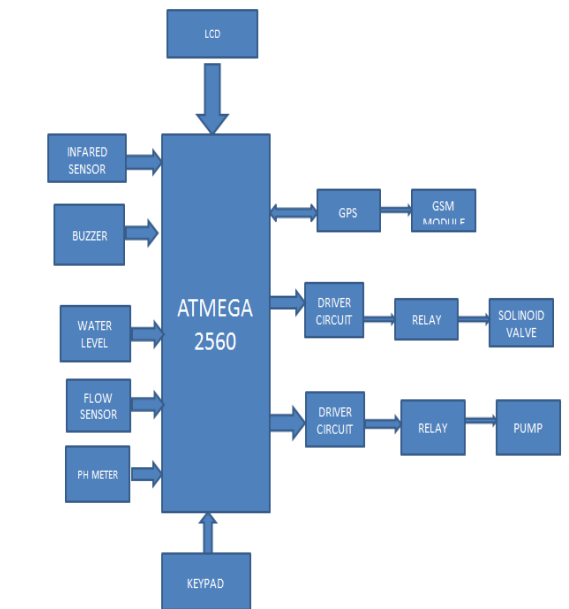 LCD
INFARED
SENSOR
BUZZER
WATER
LEVEL
FLOW
SENSOR
PH METER
ATMEGA
2560
GPS
GSM
MODULE
DRIVER
CIRCUIT
RELAY
SOLINOID
VALVE
DRIVER
CIRCUIT
RELAY
PUMP
KEYPAD